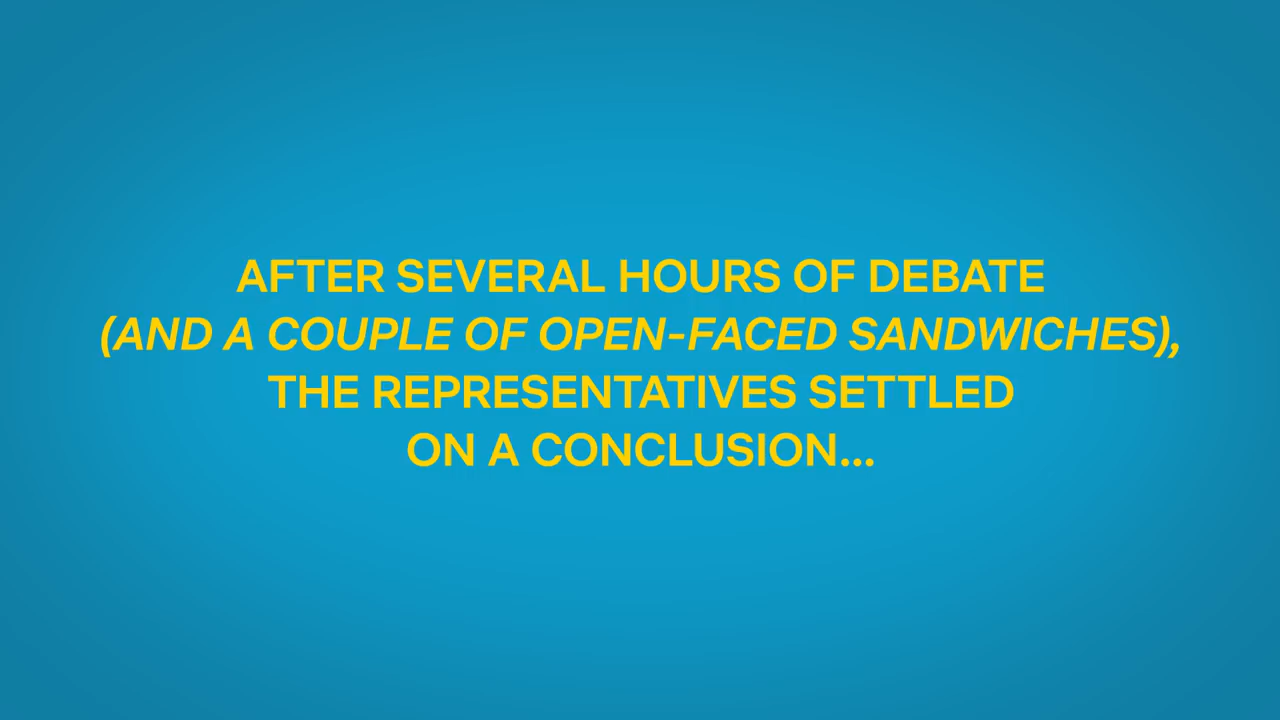 AFTER SEVERAL HOURS OF DEBATE
(AND A COUPLE OF OPEN-FACED SANDWICHES),
THE REPRESENTATIVES SETTLED
ON A CONCLUSION...